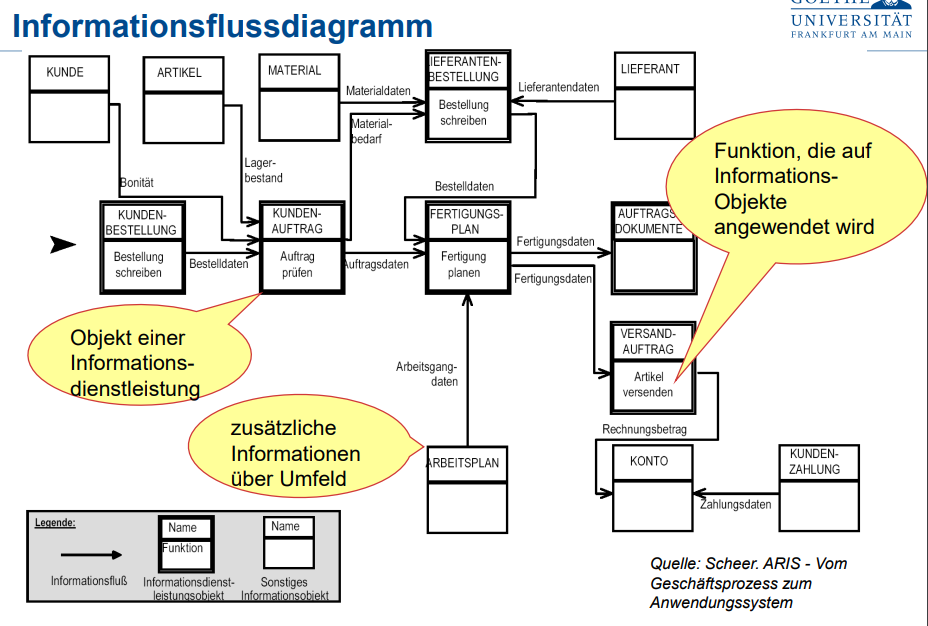 Informationsflussdiagramm
GOETHE
UNIVERSITÄT
FRANKFURT AM MAIN
KUNDE
ARTIKEL
MATERIAL
LIEFERANTEN-
BESTELLUNG
Bestellung
schreiben
LIEFERANT
Materialdaten
Lieferantendaten
Material-
bedarf
Lager-
bestand
Bonität
Bestelldaten
KUNDEN-
BESTELLUNG
Bestellung
schreiben
Bestelldaten
KUNDEN-
AUFTRAG
Auftrag
prüfen
Auftragsdaten
FERTIGUNGS-
PLAN
Fertigung
planen
Fertigungsdaten
Fertigungsdaten
AUFTRAGS
DOKUMENTE
Funktion, die auf
Informations-
Objekte
angewendet wird
Objekt einer
Informations-
dienstleistung
VERSAND-
AUFTRAG
Artikel
versenden
Arbeitsgang-
daten
zusätzliche
Informationen
über Umfeld
Rechnungsbetrag
ARBEITSPLAN
KONTO
KUNDEN-
ZAHLUNG
Zahlungsdaten
Legende:
Name
Funktion
Name
Informationsfluß
Informationsdienst-
leistungsobjekt
Sonstiges
Informationsobjekt
Quelle: Scheer. ARIS - Vom
Geschäftsprozess zum
Anwendungssystem